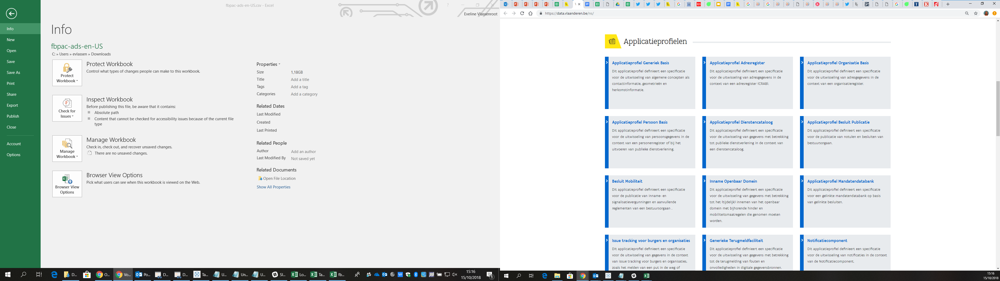 fbpac-ads-en-US.csv - Excel
?
Eveline Vlassenroot
Info
New
Open
Save
Save As
Print
Share
Export
Publish
Close
Account
Options
Info
fbpac-ads-en-US
C: » Users » evlassen » Downloads
Protect
Workbook
Protect Workbook
Control what types of changes people can make to this workbook.
Check for
Issues
Inspect Workbook
Before publishing this file, be aware that it contains:
Absolute path
Content that cannot be checked for accessibility issues because of the current file
type
Manage
Workbook
Manage Workbook
Check in, check out, and recover unsaved changes.
There are no unsaved changes.
Browser View
Options
Browser View Options
Pick what users can see when this workbook is viewed on the Web.
Properties
Size 1,18GB
Title Add a title
Tags Add a tag
Categories Add a category
Related Dates
Last Modified
Created
Last Printed
Related People
Author Add an author
Last Modified By Not saved yet
Related Documents
Open File Location
Show All Properties
D... O... Vo... Po... D... D... Ta... U... Un... U... Sl... Lo... Ta... fb...
15:16
15/10/2018
1
https://data.vlaanderen.be/ns/
Applicatieprofielen
Applicatieprofiel Generiek Basis
Dit applicatieprofiel definieert een specificatie
voor de uitwisseling van algemene concepten als
contactinformatie, geometrieën en
herkomstinformatie.
Applicatieprofiel Adresregister
Dit applicatieprofiel definieert een specificatie
voor de uitwisseling van adresgegevens in de
context van een adresregister (CRAB).
Applicatieprofiel Organisatie Basis
Dit applicatieprofiel definieert een specificatie
voor de uitwisseling van adresgegevens in de
context van een organisatieregister.
Applicatieprofiel Persoon Basis
Dit applicatieprofiel definieert een specificatie
voor de uitwisseling van persoonsgegevens in de
context van een personenregister of bij het
uitvoeren van publieke dienstverlening.
Applicatieprofiel Dienstencataloog
Dit applicatieprofiel definieert een specificatie
voor de uitwisseling van gegevens met betrekking
tot publieke dienstverlening in de context van
een dienstencataloog.
Applicatieprofiel Besluit Publicatie
Dit applicatieprofiel definieert een specificatie
voor de publicatie van notulen en besluiten van
bestuursorgaan.
Besluit Mobiliteit
Dit applicatieprofiel definieert een specificatie
voor de publicatie van inname- en
signalisatievergunningen en aanvullende
reglementen van een bestuursorgaan .
Inname Openbaar Domein
Dit applicatieprofiel definieert een specificatie
voor de uitwisseling van gegevens met betrekking
tot het (tijdelijk) innemen van het openbaar
domein met bijhorende hinder en
mobiliteitsmaatregelen die genomen moeten
worden.
Applicatieprofiel Mandatendatabank
Dit applicatieprofiel definieert een specificatie
voor een gelinkte mandatendatabank op basis
van gelinkte besluiten.
Issue tracking voor burgers en organisaties
Dit applicatieprofiel definieert een specificatie
voor de uitwisseling van gegevens in de context
van issue tracking voor burgers en organisaties,
zoals het melden van een put in de weg of
Generieke Terugmeldfaciliteit
Dit applicatieprofiel definieert een specificatie
voor de uitwisseling van gegevens met betrekking
tot de terugmelding van fouten en
onvolledigheden in digitale gegevensbronnen.
Notificatiecomponent
Dit applicatieprofiel definieert een specificatie
voor de uitwisseling van notificaties in de context
van de Notificatiecomponent.
15:16
15/10/2018